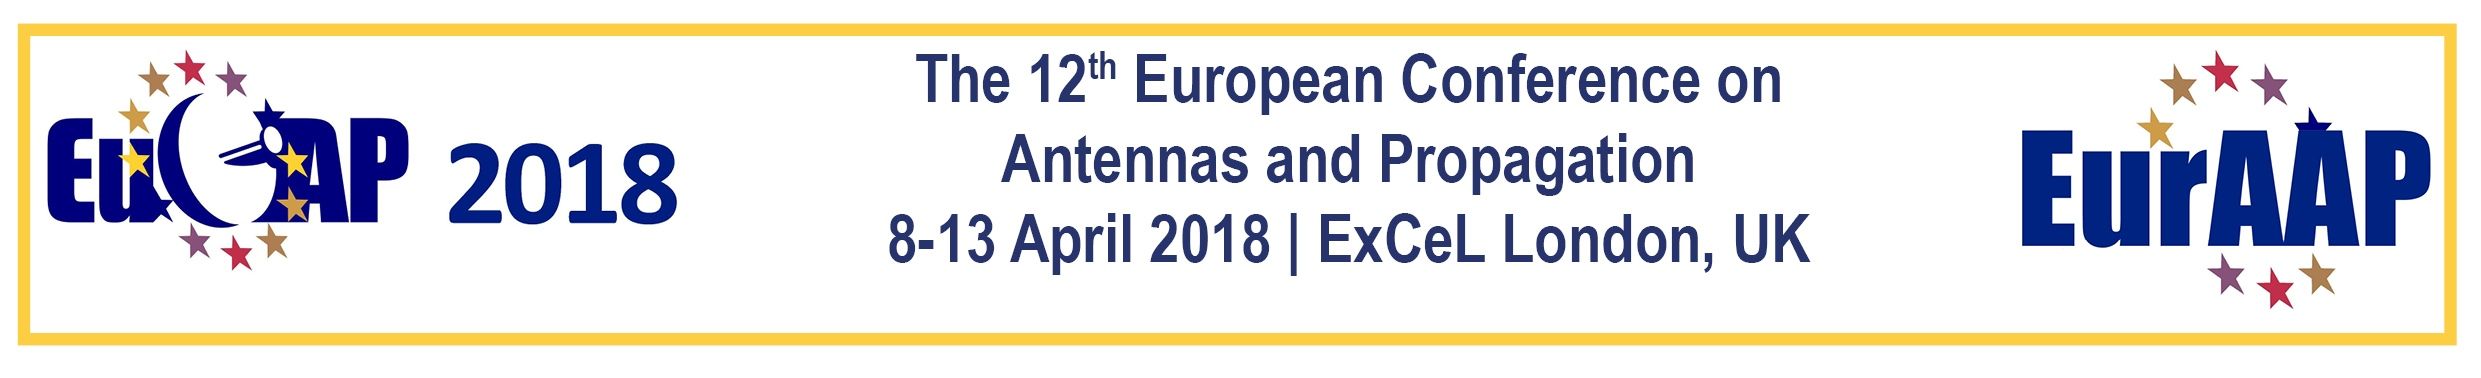 EuCAP 2018
The 12th European Conference on
Antennas and Propagation
8-13 April 2018 | ExCeL London, UK
EurAAP